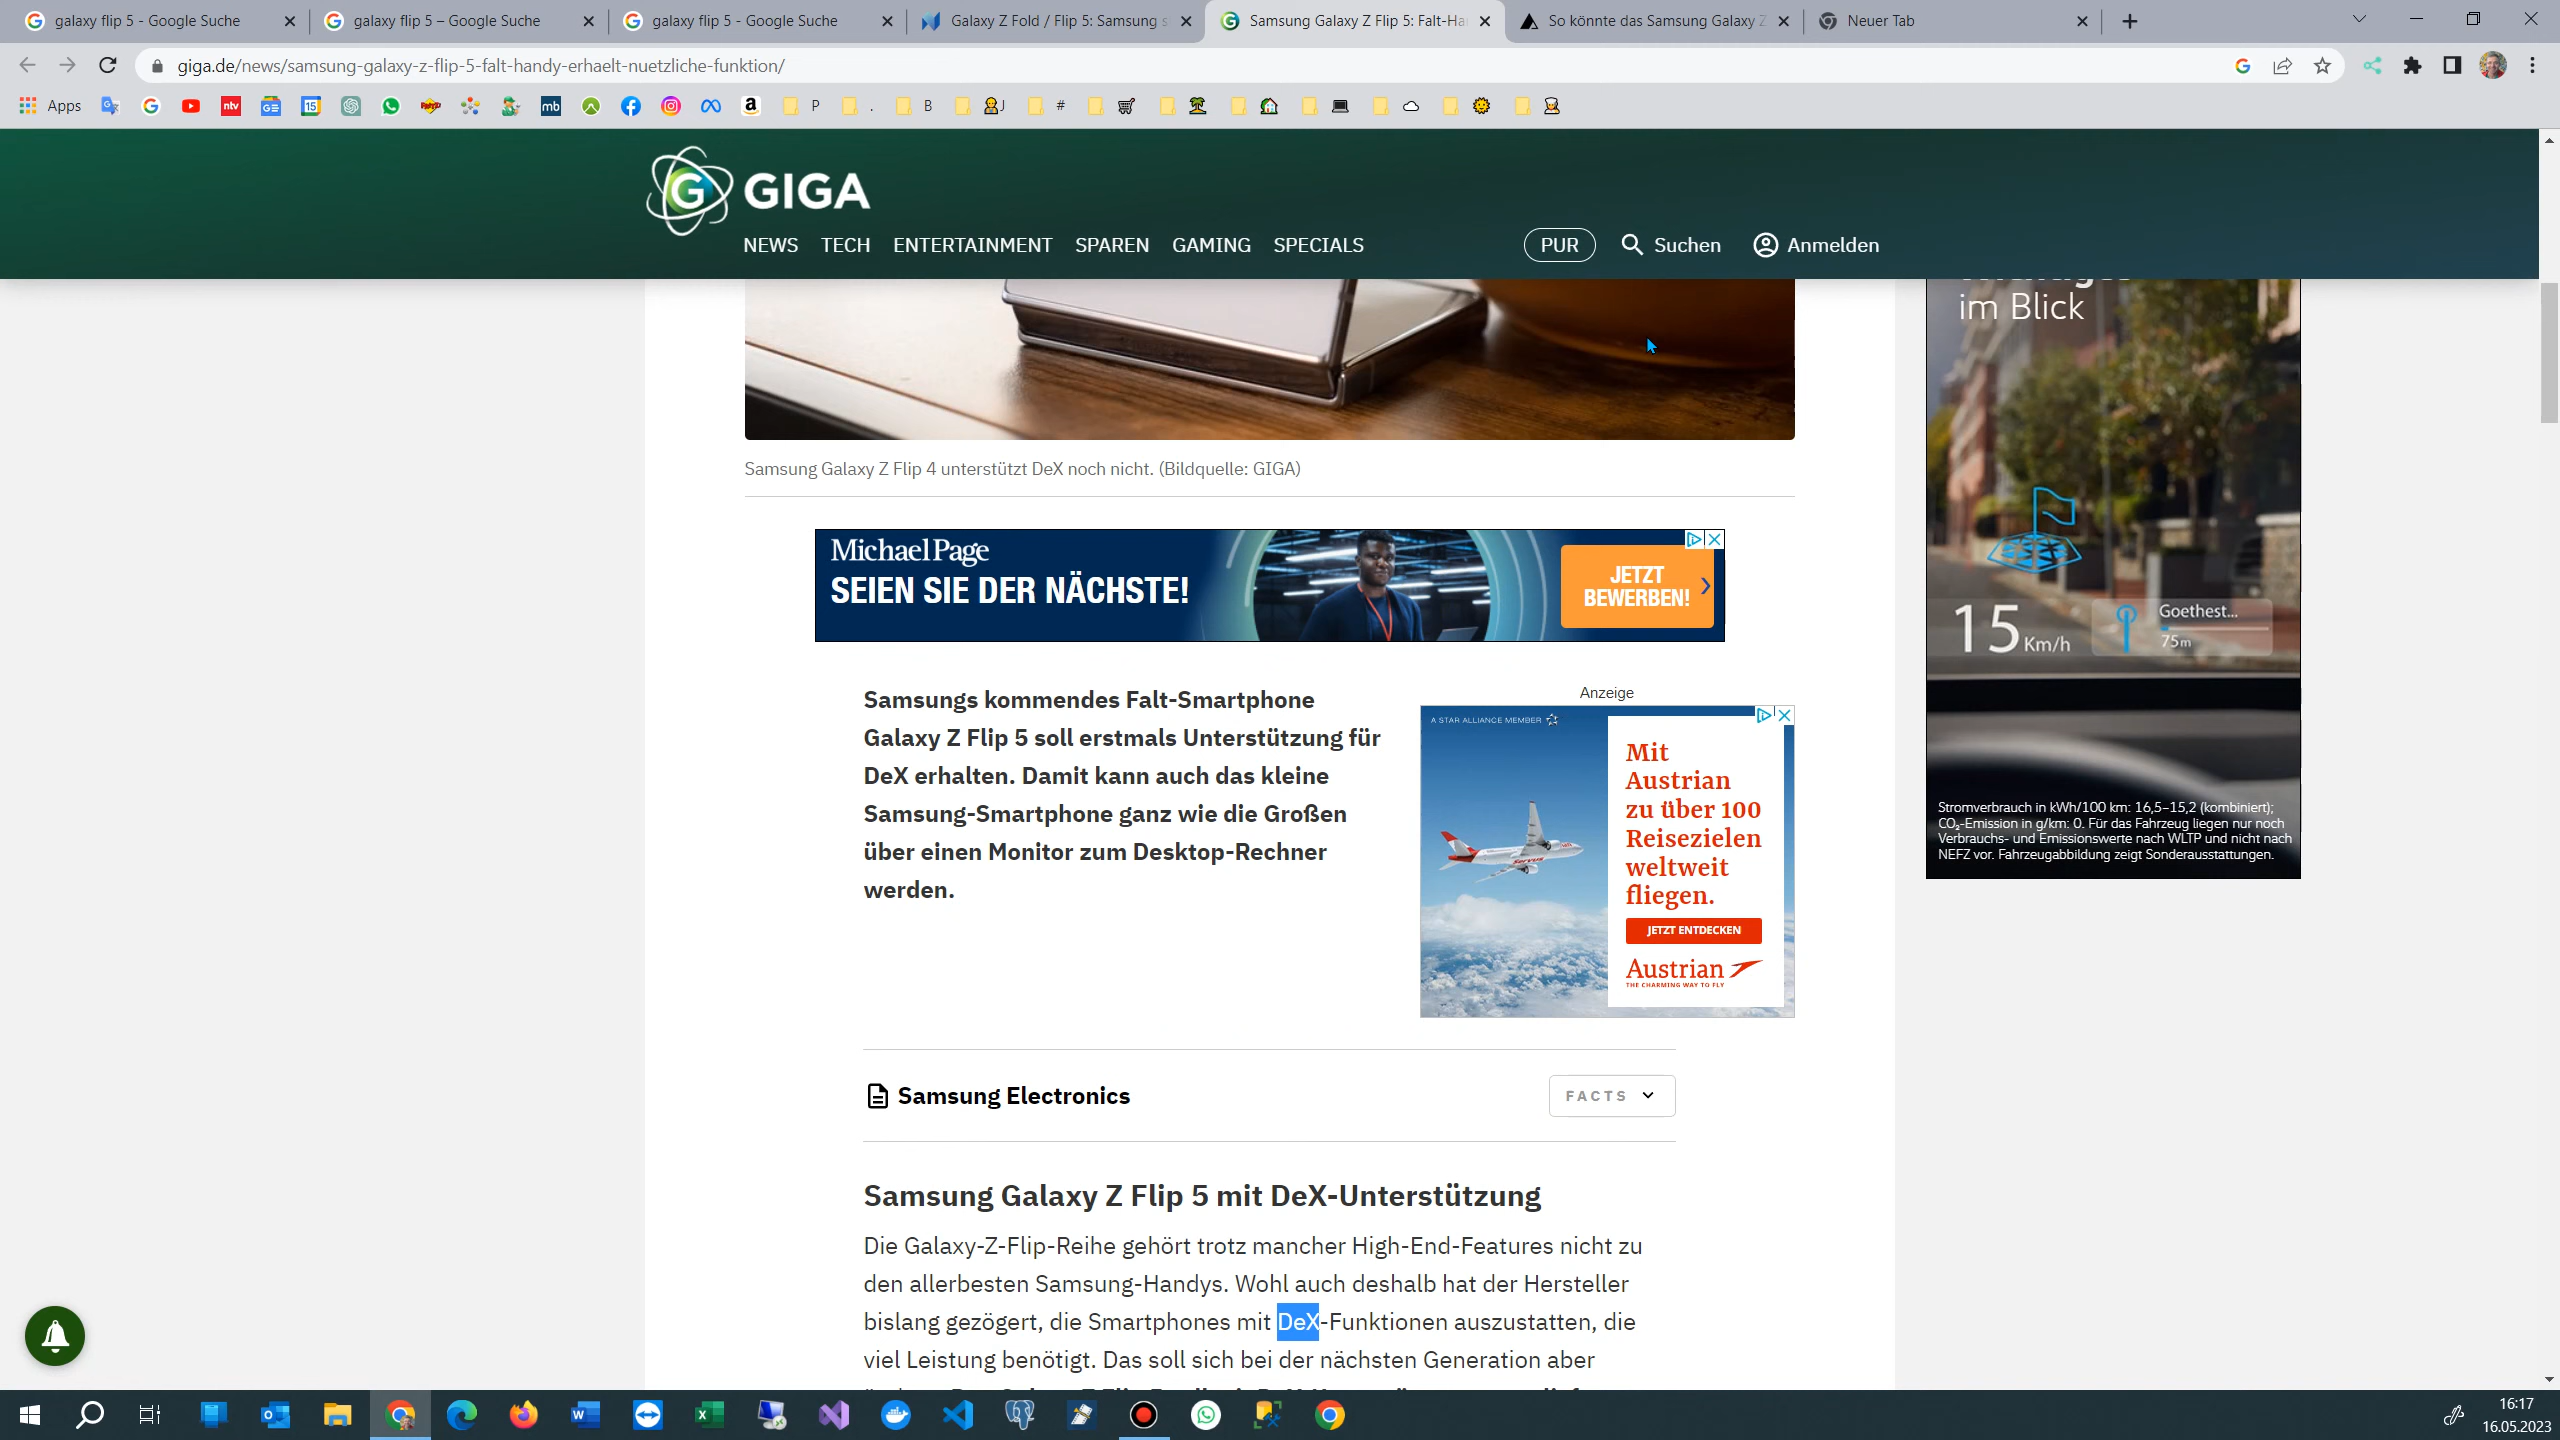 galaxy flip 5 - Google Suche
galaxy flip 5 – Google Suche
galaxy flip 5 - Google Suche
Galaxy Z Fold / Flip 5: Samsung s
Samsung Galaxy Z Flip 5: Falt-Ha
So könnte das Samsung Galaxy Z
Neuer Tab
giga.de/news/samsung-galaxy-z-flip-5-falt-handy-erhaelt-nuetzliche-funktion/
Apps
ntv
15
mb
P
.
B
J
#
GIGA
NEWS TECH ENTERTAINMENT SPAREN GAMING SPECIALS
PUR
Suchen
Anmelden
im Blick
Samsung Galaxy Z Flip 4 unterstützt DeX noch nicht. (Bildquelle: GIGA)
Michael Page
SEIEN SIE DER NÄCHSTE!
JETZT
BEWERBEN!
15 Km/h
Goethest...
75m
Stromverbrauch in kWh/100 km: 16,5–15,2 (kombiniert);
CO₂-Emission in g/km: 0. Für das Fahrzeug liegen nur noch
Verbrauchs- und Emissionswerte nach WLTP und nicht nach
NEFZ vor. Fahrzeugabbildung zeigt Sonderausstattungen.
Samsungs kommendes Falt-Smartphone
Galaxy Z Flip 5 soll erstmals Unterstützung für
DeX erhalten. Damit kann auch das kleine
Samsung-Smartphone ganz wie die Großen
über einen Monitor zum Desktop-Rechner
werden.
Anzeige
A STAR ALLIANCE MEMBER
Mit
Austrian
zu über 100
Reisezielen
weltweit
fliegen.
JETZT ENTDECKEN
Austrian
THE CHARMING WAY TO FLY
Samsung Electronics
FACTS
Samsung Galaxy Z Flip 5 mit DeX-Unterstützung
Die Galaxy-Z-Flip-Reihe gehört trotz mancher High-End-Features nicht zu
den allerbesten Samsung-Handys. Wohl auch deshalb hat der Hersteller
bislang gezögert, die Smartphones mit DeX-Funktionen auszustatten, die
viel Leistung benötigt. Das soll sich bei der nächsten Generation aber
16:17
16.05.2023